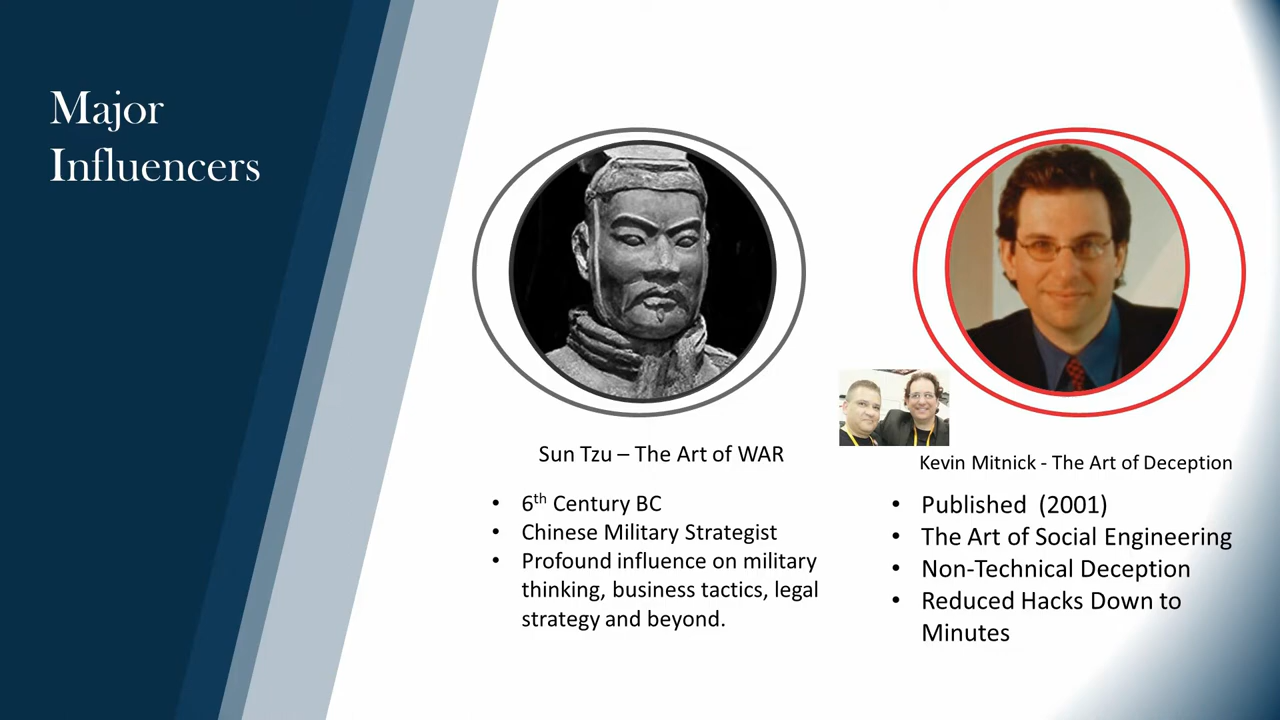 Major
Influencers
Sun Tzu – The Art of WAR
• 6th Century BC
• Chinese Military Strategist
• Profound influence on military
thinking, business tactics, legal
strategy and beyond.
Kevin Mitnick - The Art of Deception
• Published (2001)
• The Art of Social Engineering
• Non-Technical Deception
• Reduced Hacks Down to
Minutes